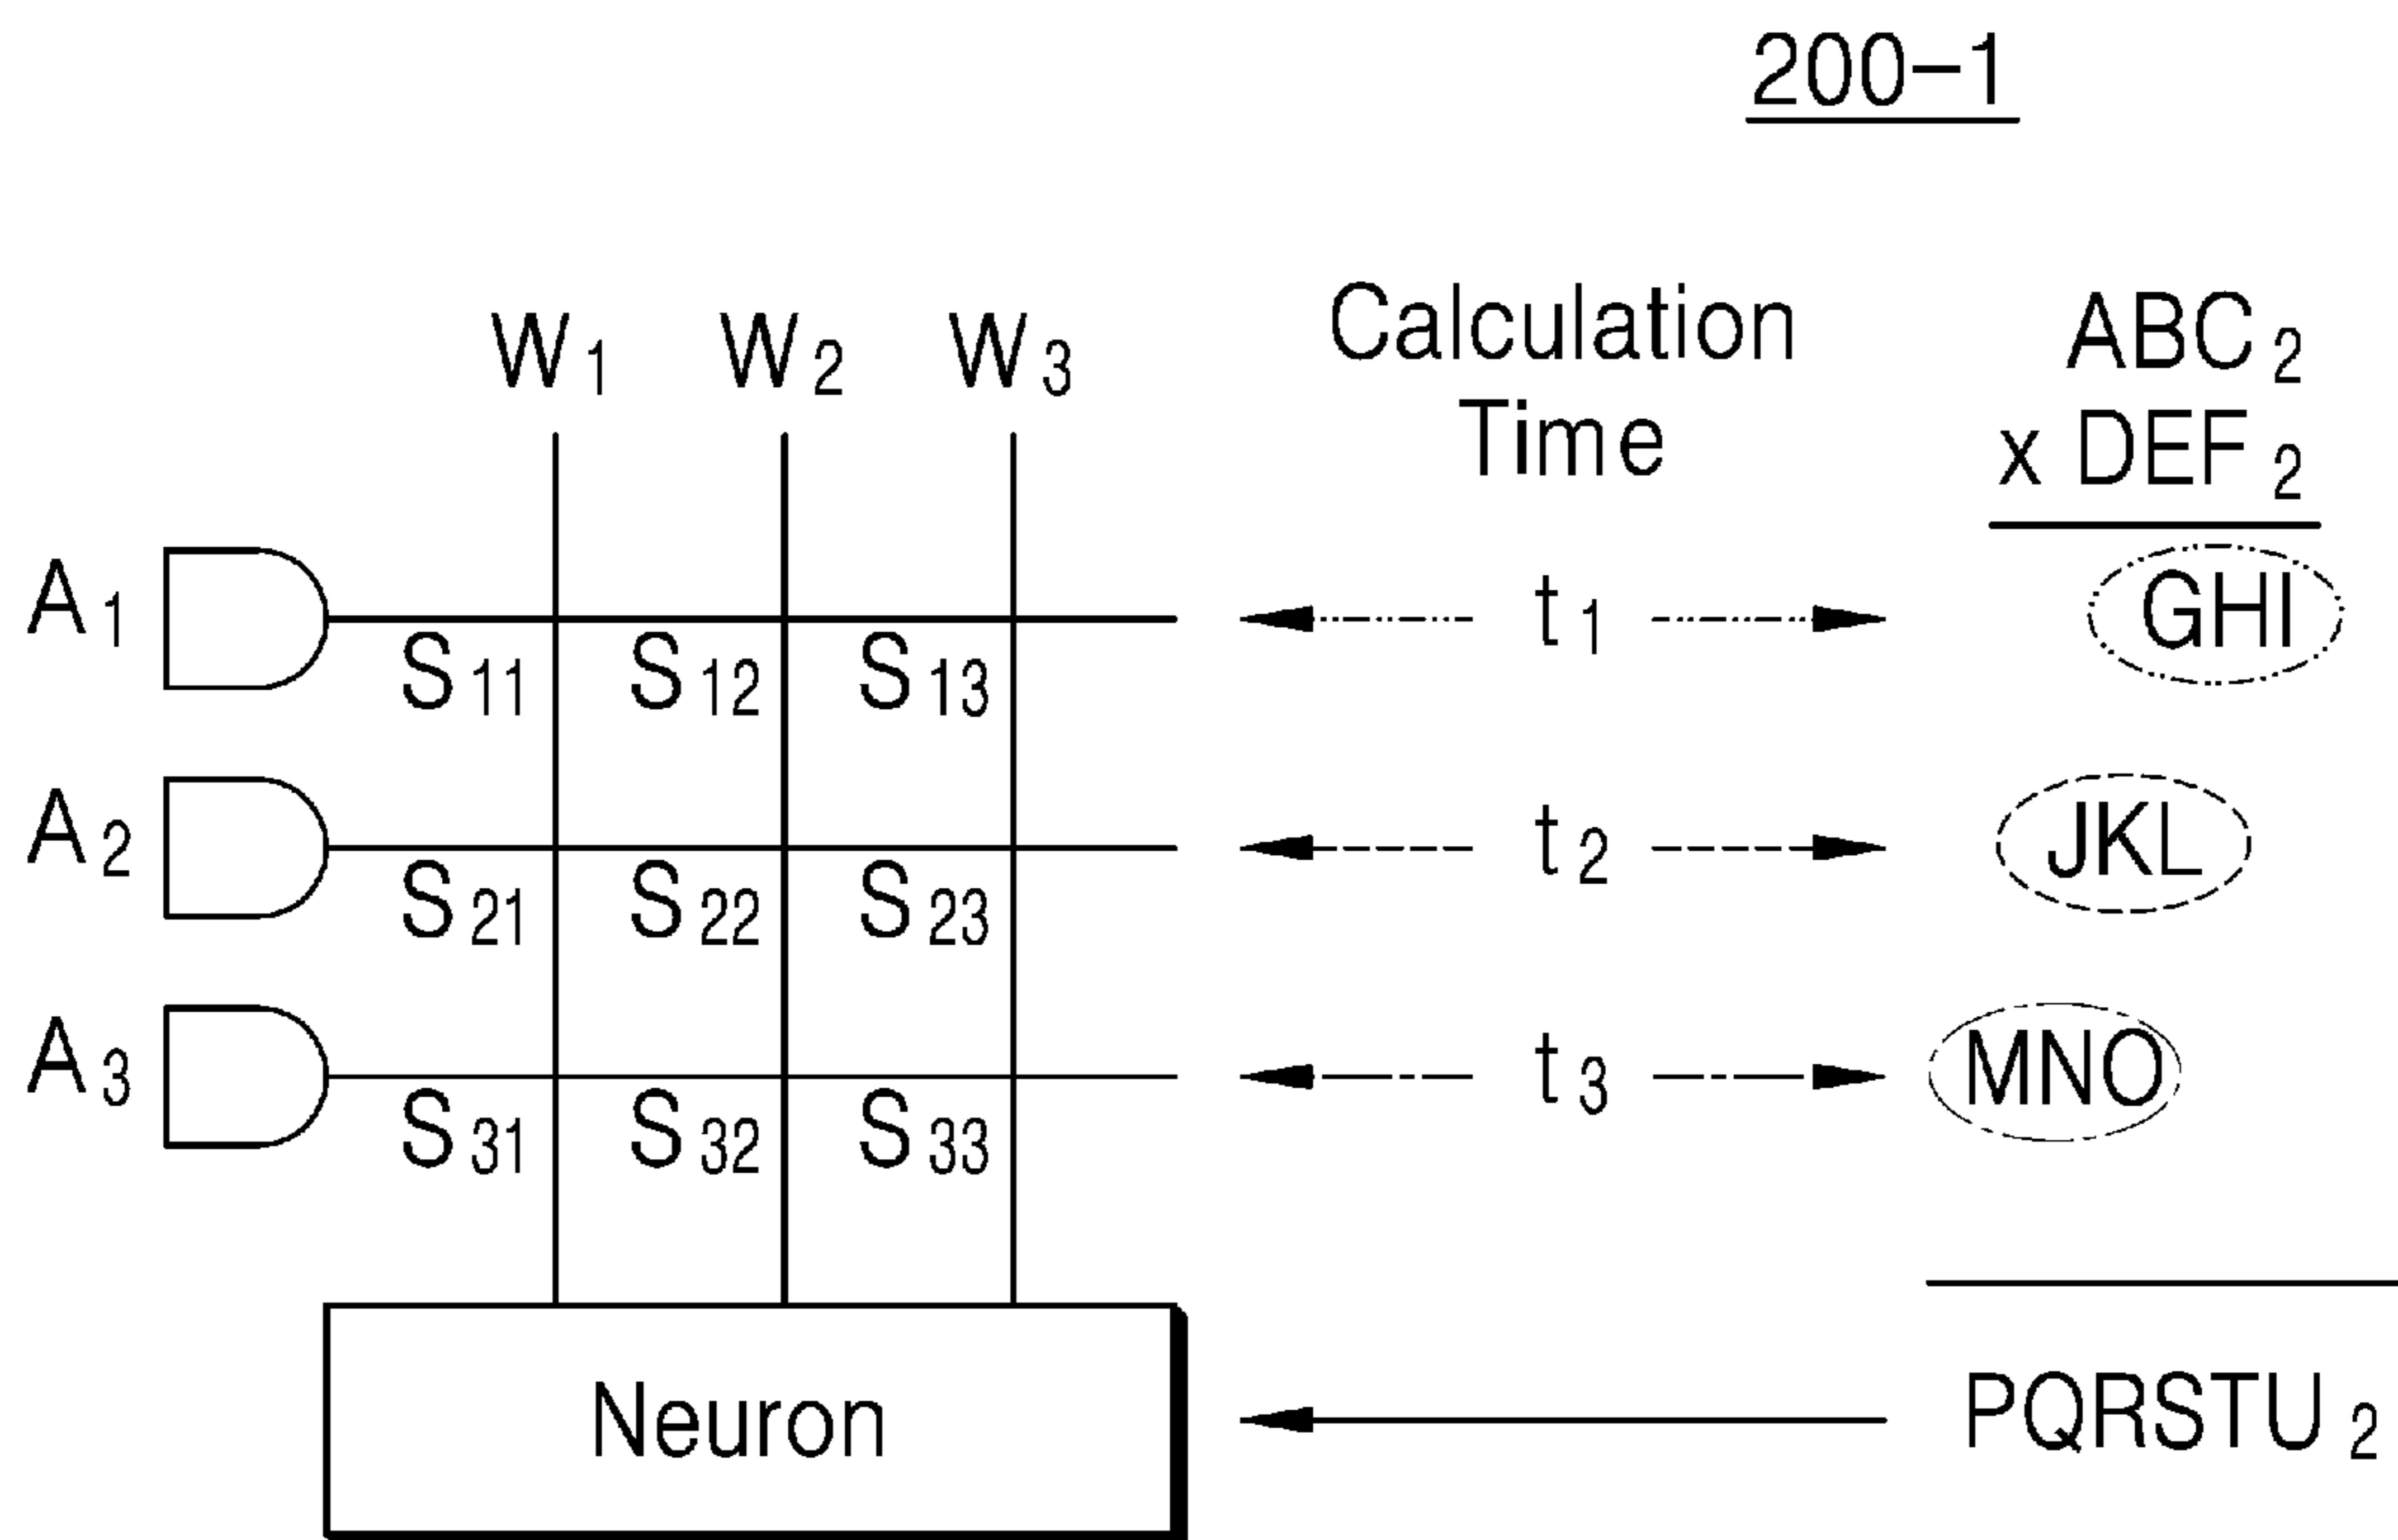 200-1
W1 W2 W3 Calculation ABC2
Time x DEF2
A1 t1 GHI
S11 S12 S13
A2 t2 JKL
S21 S22 S23
A3 t3 MNO
S31 S32 S33
Neuron PQRSTU2